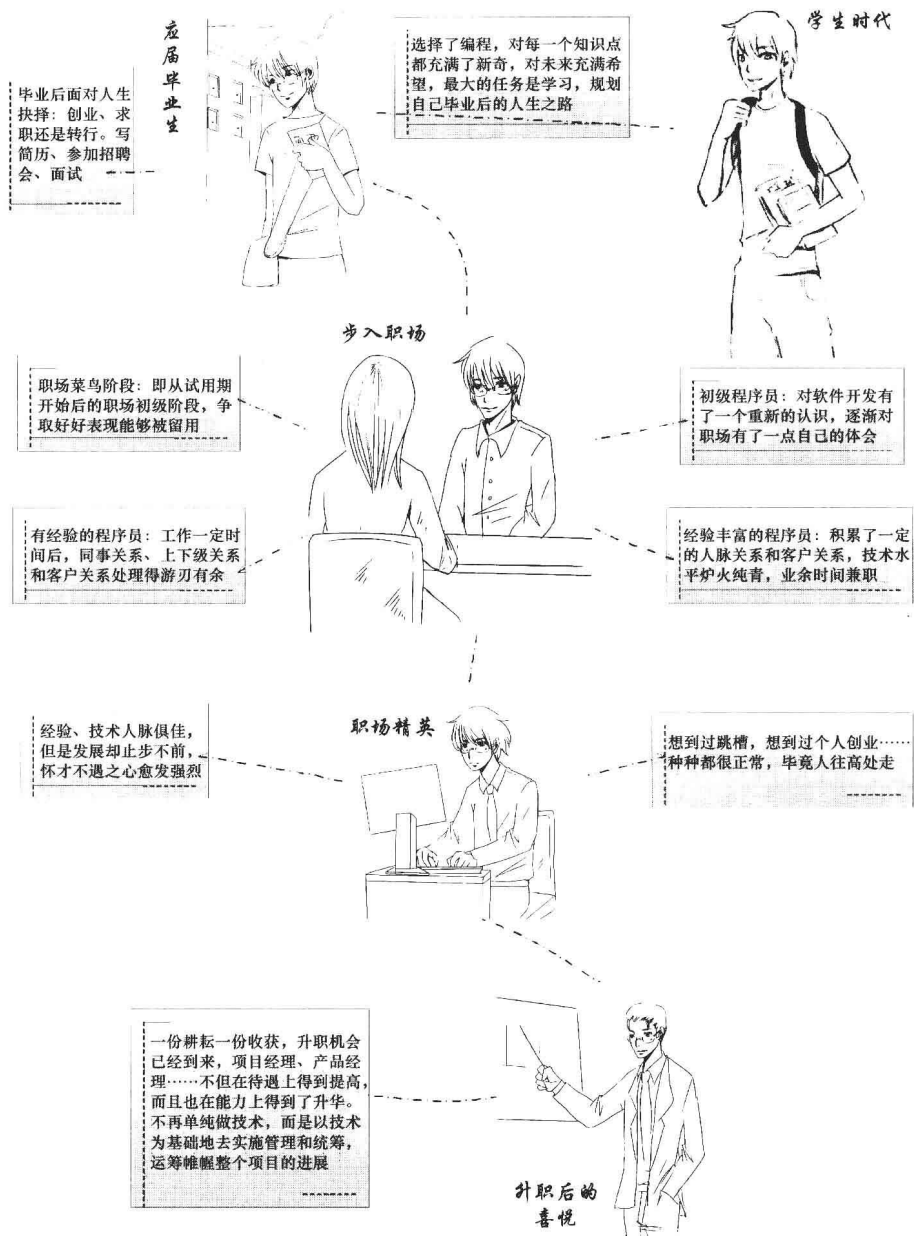 学生时代
选择了编程，对每一个知识点
都充满了新奇，对未来充满希
望，最大的任务是学习，规划
自己毕业后的人生之路
应届毕业生
毕业后面对人生
抉择：创业、求
职还是转行。写
简历、参加招聘
会、面试
步入职场
职场菜鸟阶段：即从试用期
开始后的职场初级阶段，争
取好好表现能够被留用
初级程序员：对软件开发有
了一个重新的认识，逐渐对
职场有了一点自己的体会
有经验的程序员：工作一定时
间后，同事关系、上下级关系
和客户关系处理得游刃有余
经验丰富的程序员：积累了一定
的人脉关系和客户关系，技术水
平炉火纯青，业余时间兼职
职场精英
经验、技术人脉俱佳，
但是发展却止步不前，
怀才不遇之心愈发强烈
想到过跳槽，想到过个人创业……
种种都很正常，毕竟人往高处走
一份耕耘一份收获，升职机会
已经到来，项目经理、产品经
理……不但在待遇上得到提高，
而且也在能力上得到了升华。
不再单纯做技术，而是以技术
为基础地去实施管理和统筹，
运筹帷幄整个项目的进展
升职后的
喜悦